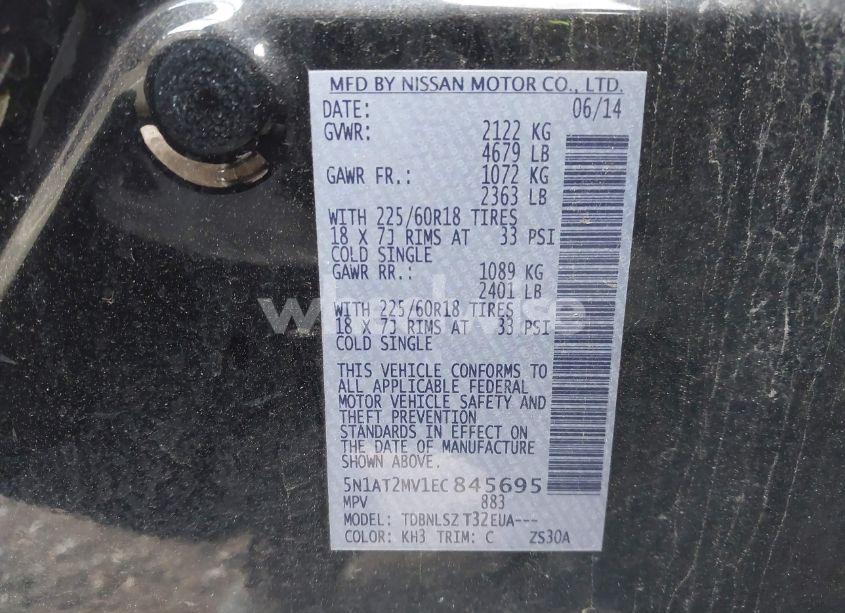 MFD BY NISSAN MOTOR CO., LTD.
DATE: 06/14
GVWR: 2122 KG
4679 LB
GAWR FR.: 1072 KG
2363 LB
WITH 225/60R18 TIRES
18 X 7J RIMS AT 33 PSI
COLD SINGLE
GAWR RR.: 1089 KG
2401 LB
WITH 225/60R18 TIRES
18 X 7J RIMS AT 33 PSI
COLD SINGLE
THIS VEHICLE CONFORMS TO
ALL APPLICABLE FEDERAL
MOTOR VEHICLE SAFETY AND
THEFT PREVENTION
STANDARDS IN EFFECT ON
THE DATE OF MANUFACTURE
SHOWN ABOVE.
5N1AT2MV1EC845695
MPV 883
MODEL: TDBNLSZ T32EUA---
COLOR: KH3 TRIM: C ZS30A